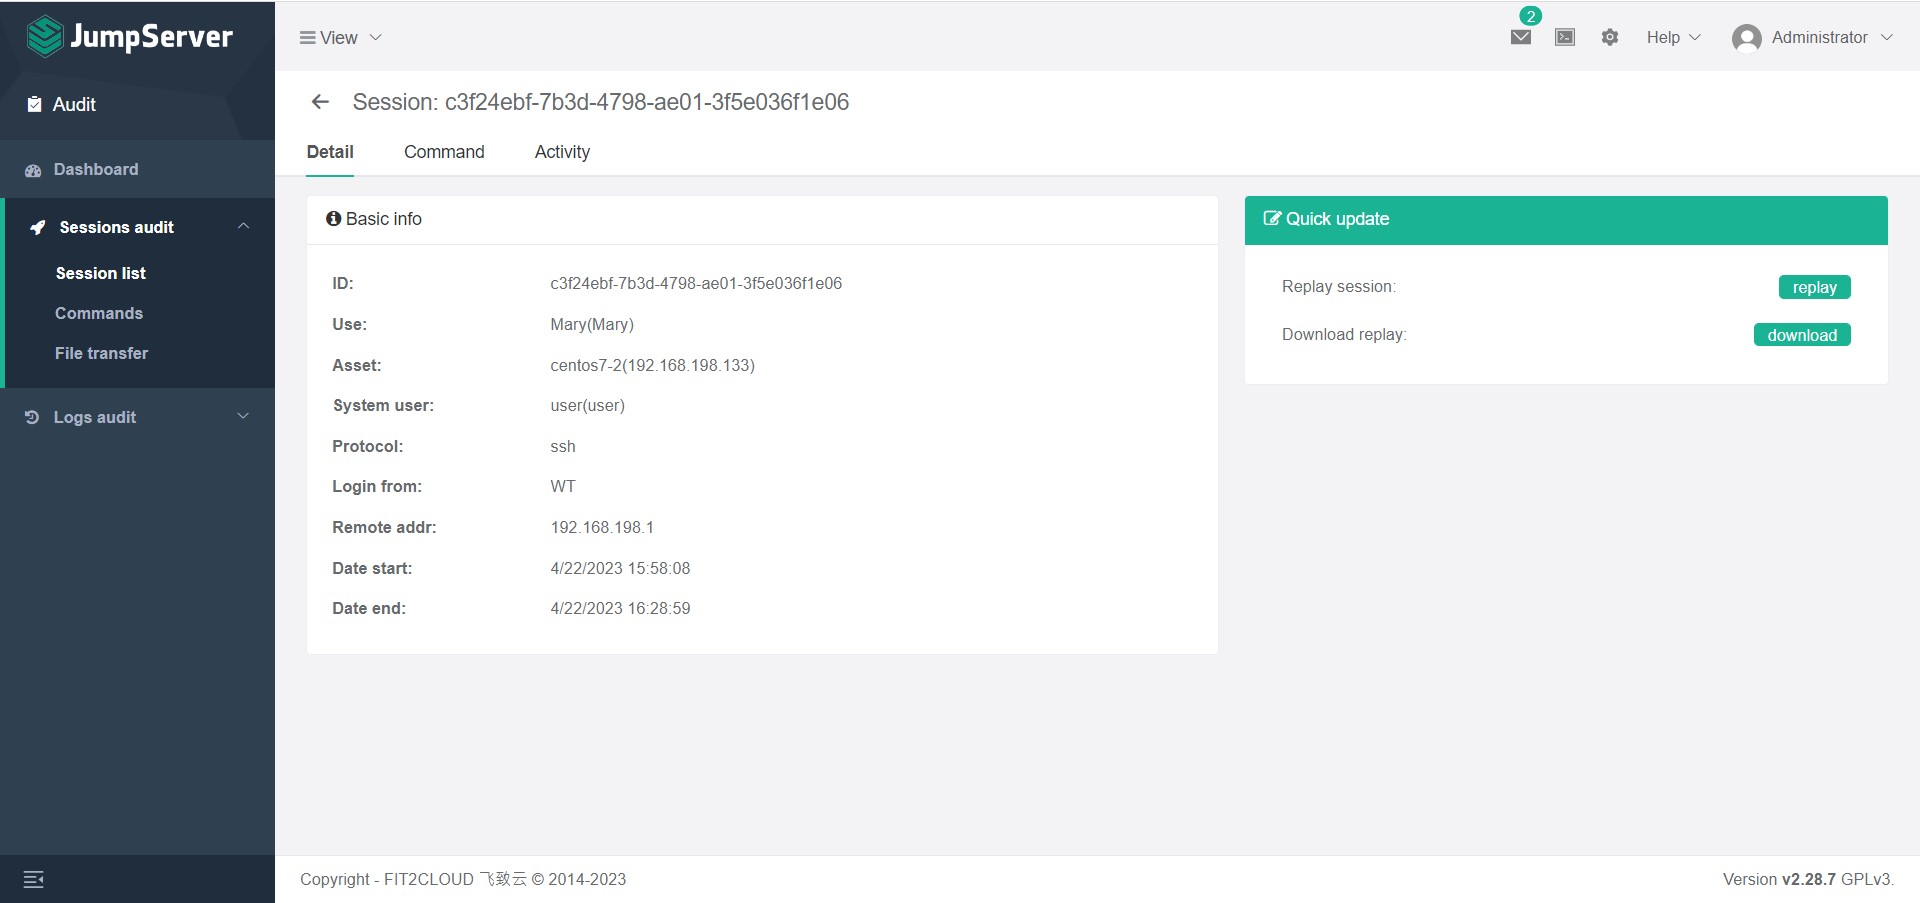 JumpServer
Audit
Dashboard
Sessions audit
Session list
Commands
File transfer
Logs audit
View
2
Help
Administrator
Session: c3f24ebf-7b3d-4798-ae01-3f5e036f1e06
Detail Command Activity
Basic info
ID: c3f24ebf-7b3d-4798-ae01-3f5e036f1e06
Use: Mary(Mary)
Asset: centos7-2(192.168.198.133)
System user: user(user)
Protocol: ssh
Login from: WT
Remote addr: 192.168.198.1
Date start: 4/22/2023 15:58:08
Date end: 4/22/2023 16:28:59
Quick update
Replay session: replay
Download replay: download
Copyright - FIT2CLOUD 飞致云 © 2014-2023
Version v2.28.7 GPLv3.